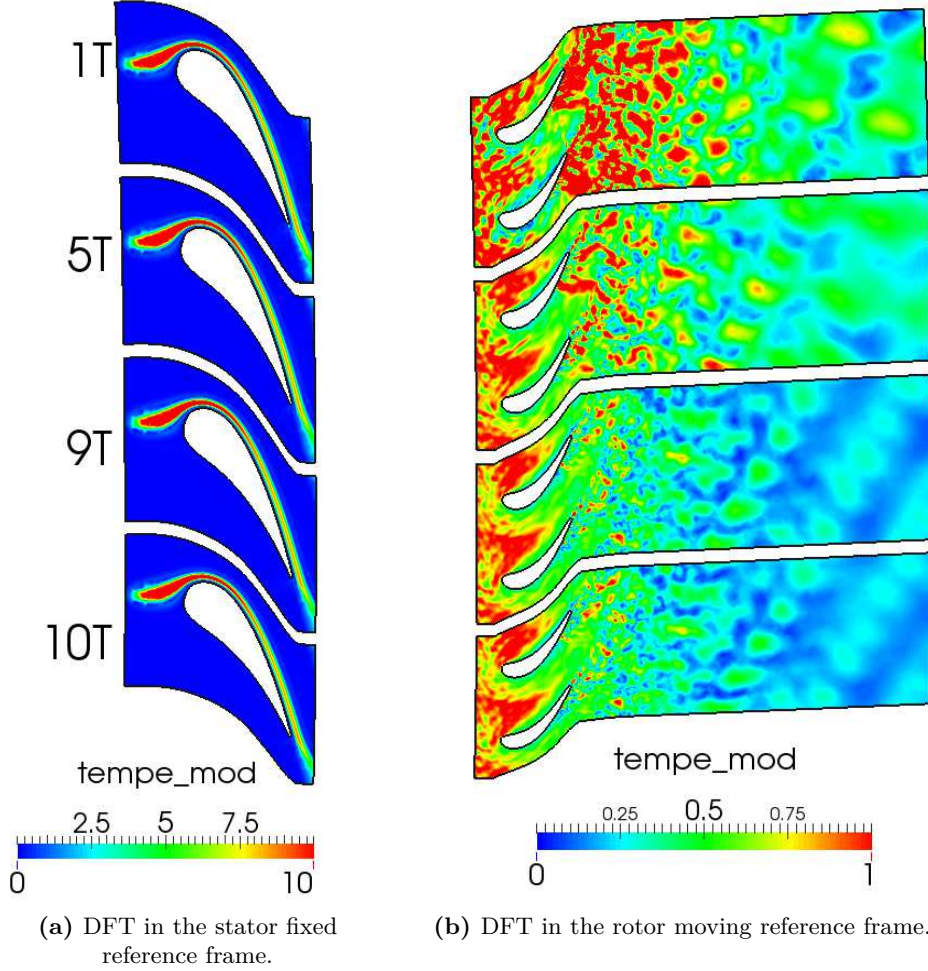 1T
5T
9T
10T
tempe_mod
2.5 5 7.5
0 10
tempe_mod
0.25 0.5 0.75
0 1
(a) DFT in the stator fixed
reference frame.
(b) DFT in the rotor moving reference frame.